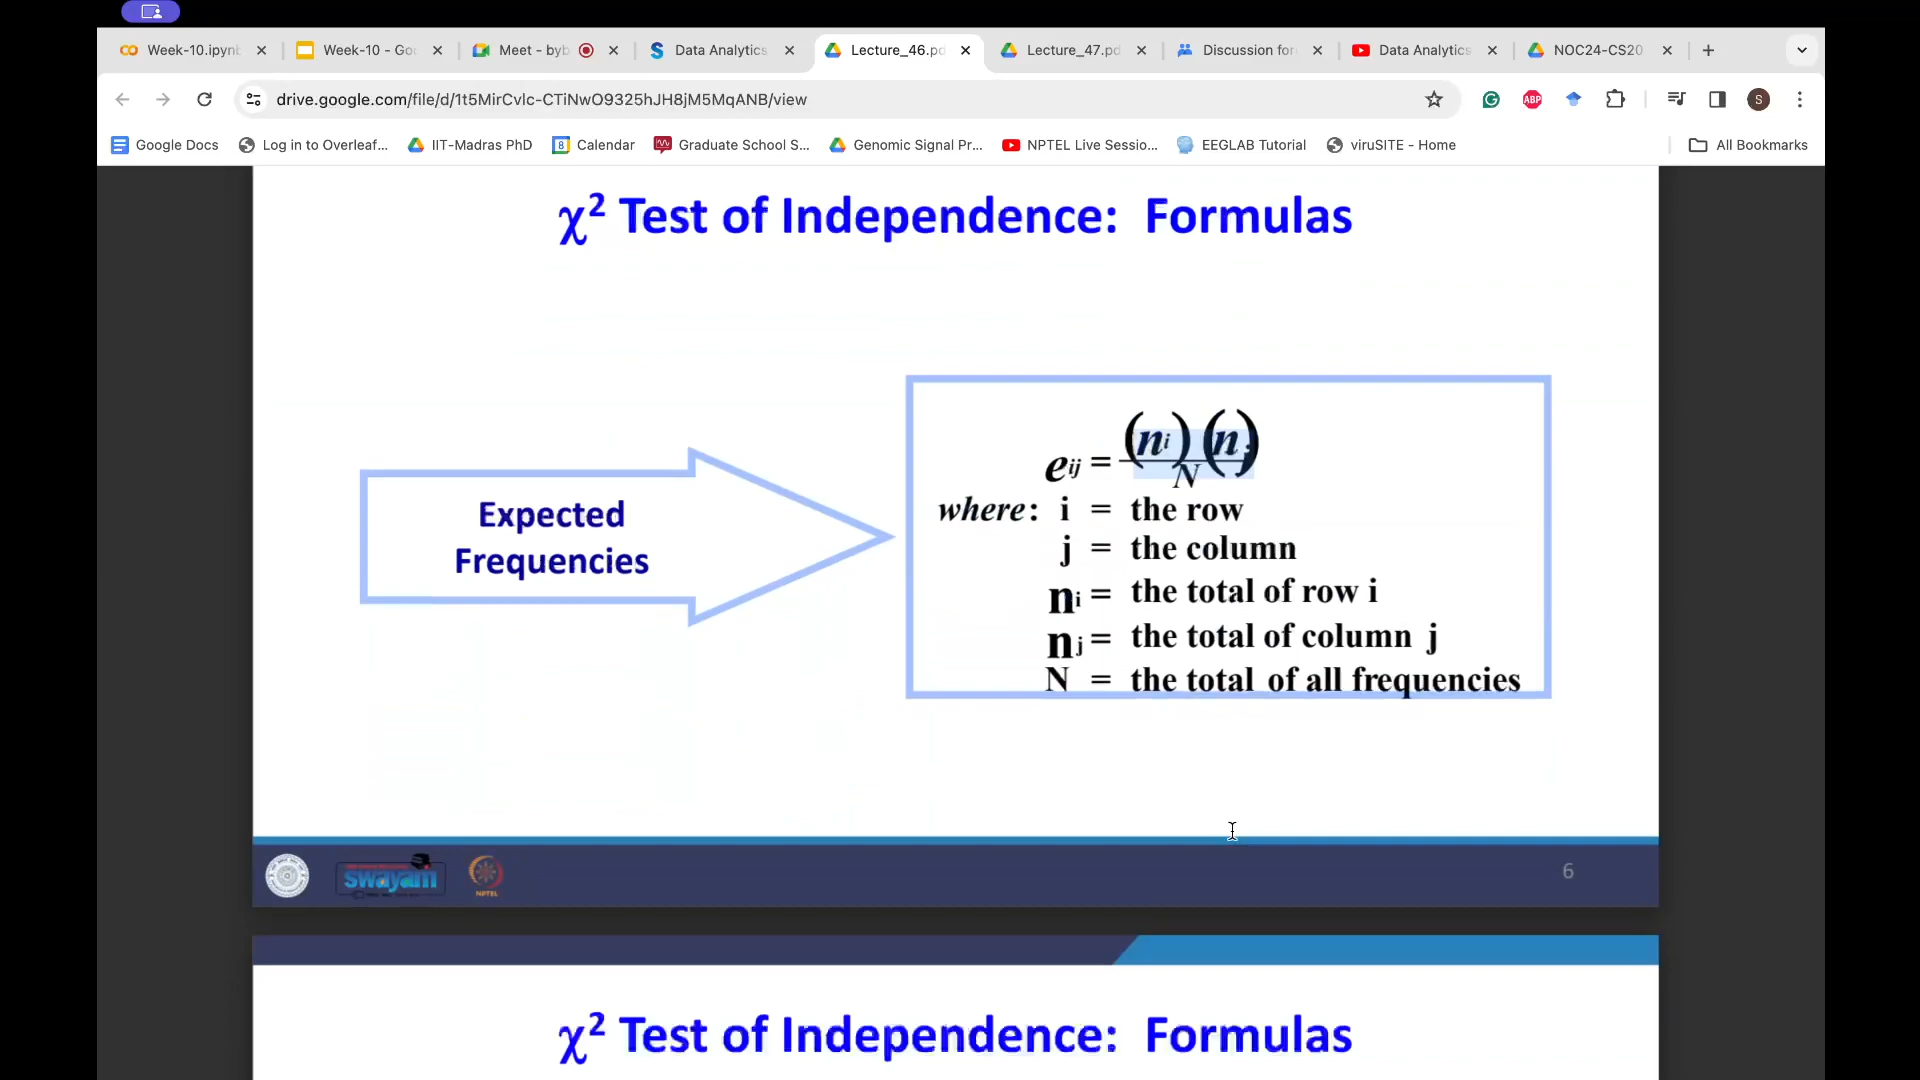 Week-10.ipynb
Week-10 - Goo
Meet - byb
Data Analytics
Lecture_46.pd
Lecture_47.pd
Discussion for
Data Analytics
NOC24-CS20
drive.google.com/file/d/1t5MirCvlc-CTiNwO9325hJH8jM5MqANB/view
ABP
S
Google Docs
Log in to Overleaf...
IIT-Madras PhD
8
Calendar
Graduate School S...
Genomic Signal Pr...
NPTEL Live Sessio...
EEGLAB Tutorial
viruSITE - Home
All Bookmarks
χ² Test of Independence: Formulas
Expected
Frequencies
eij = (ni)(nj) / N
where: i = the row
j = the column
ni = the total of row i
nj = the total of column j
N = the total of all frequencies
swayam
NPTEL
6
χ² Test of Independence: Formulas